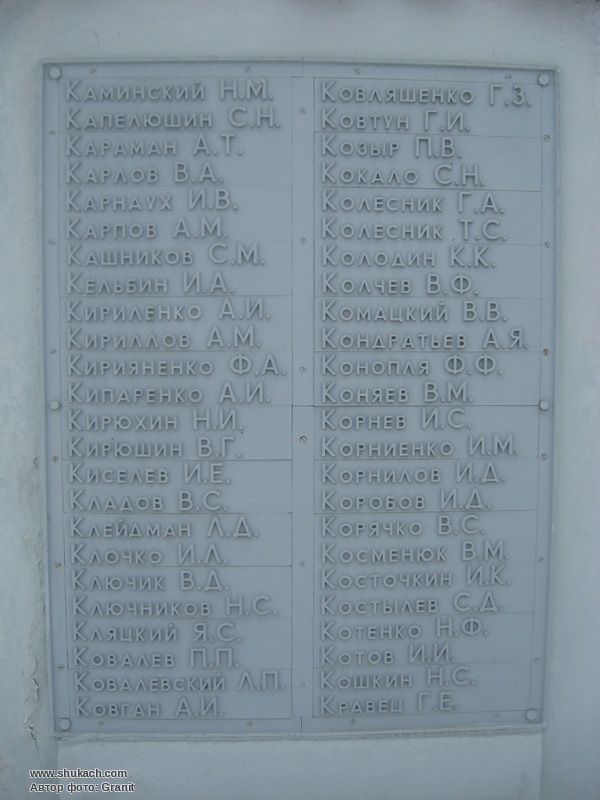 Каминский Н.М.
Капелюшин С.Н.
Караман А.Т.
Карлов В.А.
Карнаух И.В.
Карпов А.М.
Кашников С.М.
Кельбин И.А.
Кириленко А.И.
Кириллов А.М.
Кирияненко Ф.А.
Кипаренко А.И.
Кирюхин Н.И.
Кирюшин В.Г.
Киселев И.Е.
Кладов В.С.
Клейдман Л.Д.
Клочко И.Л.
Ключик В.Д.
Ключников Н.С.
Кляцкий Я.С.
Ковалев П.П.
Ковалевский Л.П.
Ковган А.И.
Ковляшенко Г.З.
Ковтун Г.И.
Козыр П.В.
Кокало С.Н.
Колесник Г.А.
Колесник Т.С.
Колодин К.К.
Колчев В.Ф.
Комацкий В.В.
Кондратьев А.Я.
Конопля Ф.Ф.
Коняев В.М.
Корнев И.С.
Корниенко И.М.
Корнилов И.Д.
Коробов И.Д.
Корячко В.С.
Косменюк В.М.
Косточкин И.К.
Костылев С.Д.
Котенко Н.Ф.
Котов И.И.
Кошкин Н.С.
Кравец Г.Е.
www.shukach.com
Автор фото: Granit